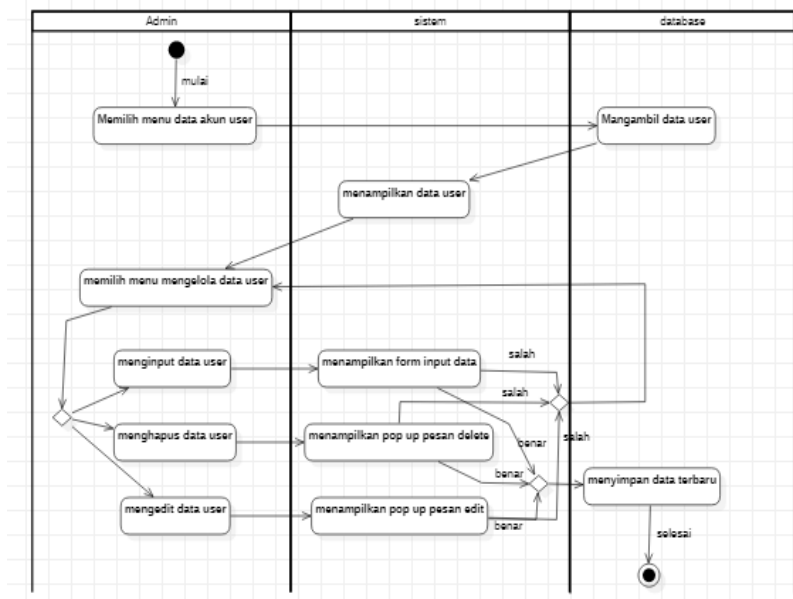 Admin
sistem
database
mulai
Memilih menu data akun user
Mangambil data user
menampilkan data user
memilih menu mengelola data user
menginput data user
menampilkan form input data
salah
salah
menghapus data user
menampilkan pop up pesan delete
benar
salah
benar
menyimpan data terbaru
mengedit data user
menampilkan pop up pesan edit
benar
selesai